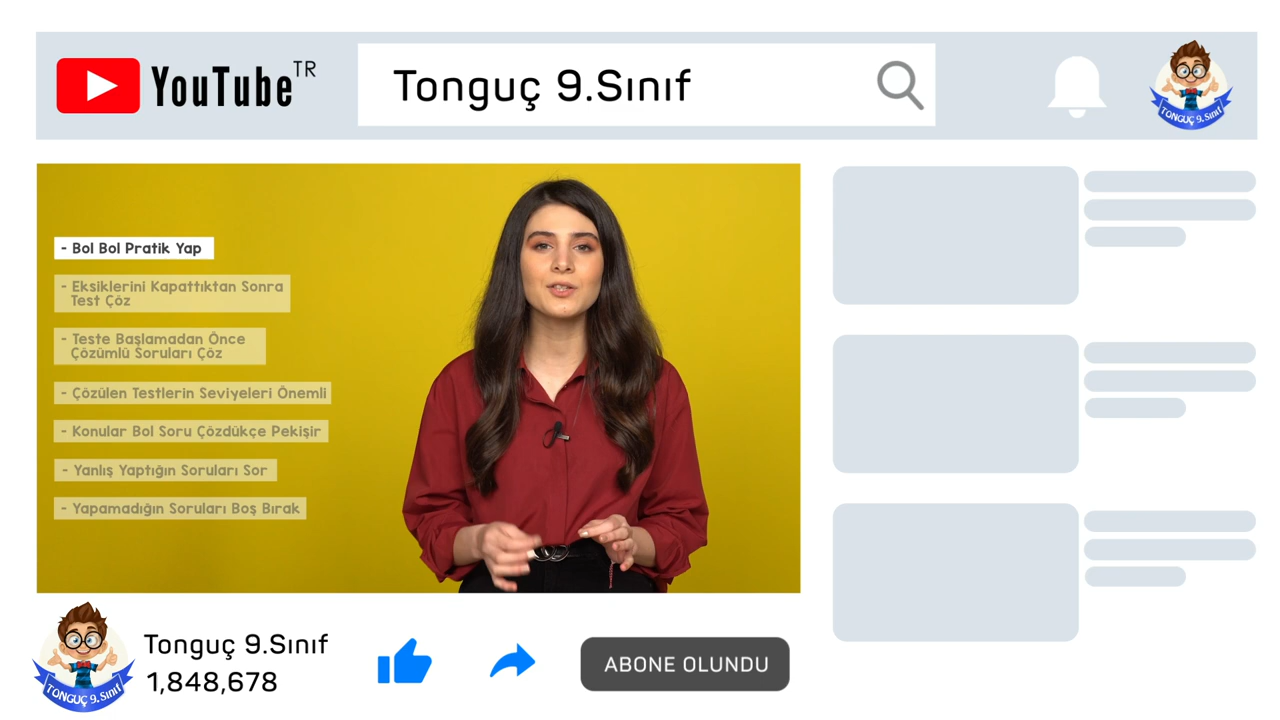 YouTube TR
Tonguç 9.Sınıf
TONGUÇ 9.Sınıf
- Bol Bol Pratik Yap
- Eksiklerini Kapattıktan Sonra
Test Çöz
- Teste Başlamadan Önce
Çözümlü Soruları Çöz
- Çözülen Testlerin Seviyeleri Önemli
- Konular Bol Soru Çözdükçe Pekişir
- Yanlış Yaptığın Soruları Sor
- Yapamadığın Soruları Boş Bırak
TONGUÇ 9.Sınıf
Tonguç 9.Sınıf
1,848,678
ABONE OLUNDU